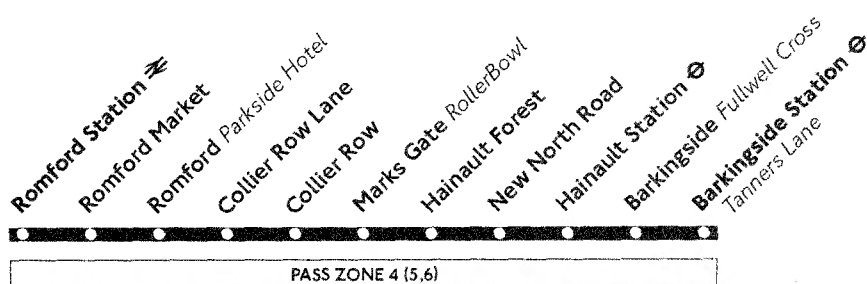 Romford Station
Romford Market
Romford Parkside Hotel
Collier Row Lane
Collier Row
Marks Gate RollerBowl
Hainault Forest
New North Road
Hainault Station
Barkingside Fullwell Cross
Barkingside Station
Tanners Lane
PASS ZONE 4 (5,6)